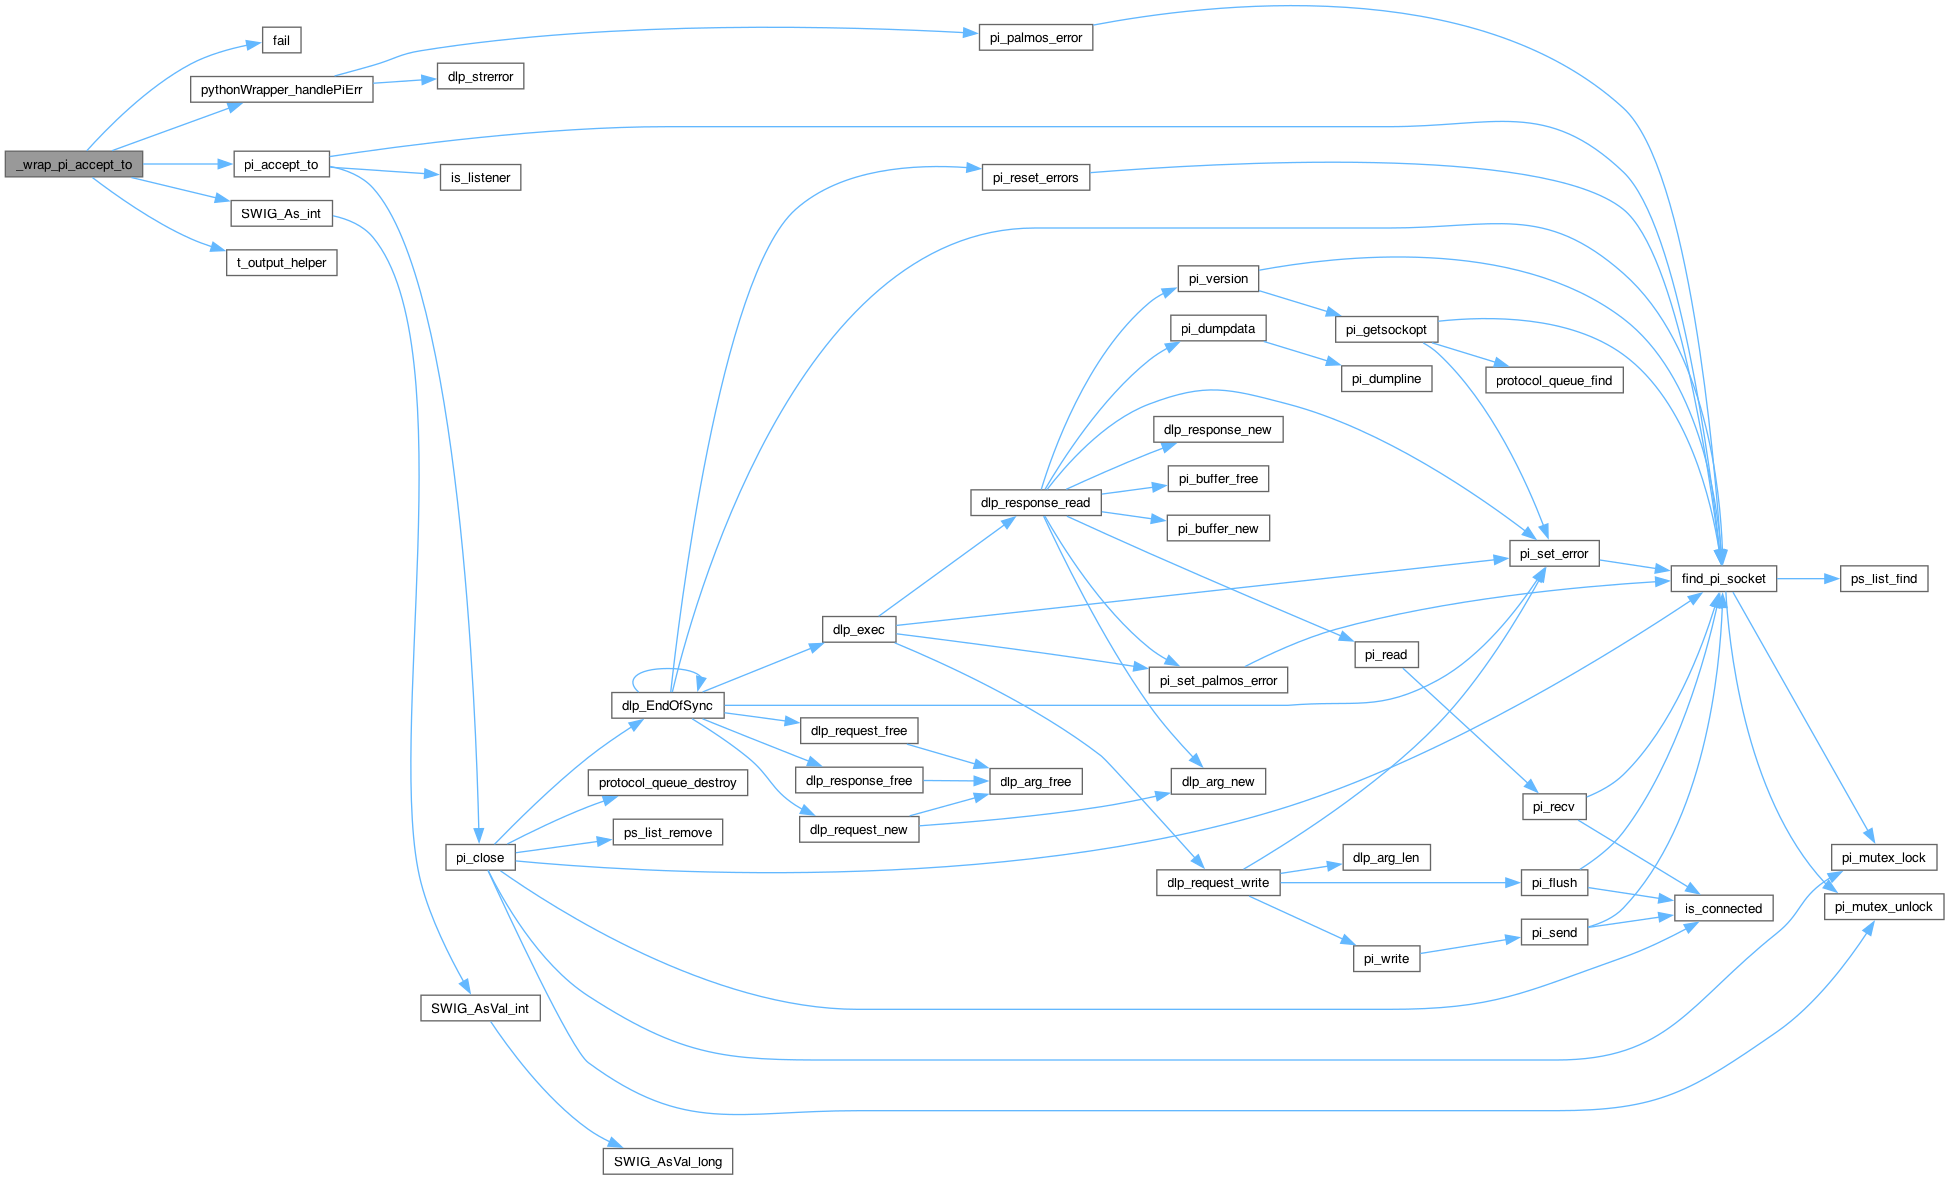 _wrap_pi_accept_to
fail
pythonWrapper_handlePiErr
pi_accept_to
SWIG_As_int
t_output_helper
dlp_strerror
is_listener
pi_close
SWIG_AsVal_int
dlp_EndOfSync
protocol_queue_destroy
ps_list_remove
SWIG_AsVal_long
dlp_exec
dlp_request_free
dlp_response_free
dlp_request_new
pi_palmos_error
pi_reset_errors
dlp_response_read
dlp_arg_free
pi_version
pi_dumpdata
dlp_response_new
pi_buffer_free
pi_buffer_new
pi_set_palmos_error
dlp_arg_new
dlp_request_write
pi_getsockopt
pi_dumpline
pi_read
dlp_arg_len
pi_write
protocol_queue_find
pi_set_error
pi_recv
pi_flush
pi_send
find_pi_socket
is_connected
ps_list_find
pi_mutex_lock
pi_mutex_unlock